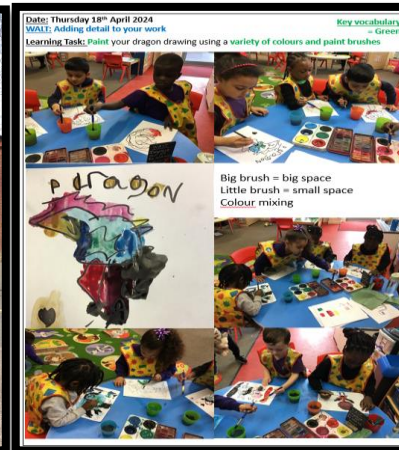 Date: Thursday 18th April 2024
Key vocabulary
WALT: Adding detail to your work
= Green
Learning Task: Paint your dragon drawing using a variety of colours and paint brushes
Big brush = big space
Little brush = small space
Colour mixing
dragon